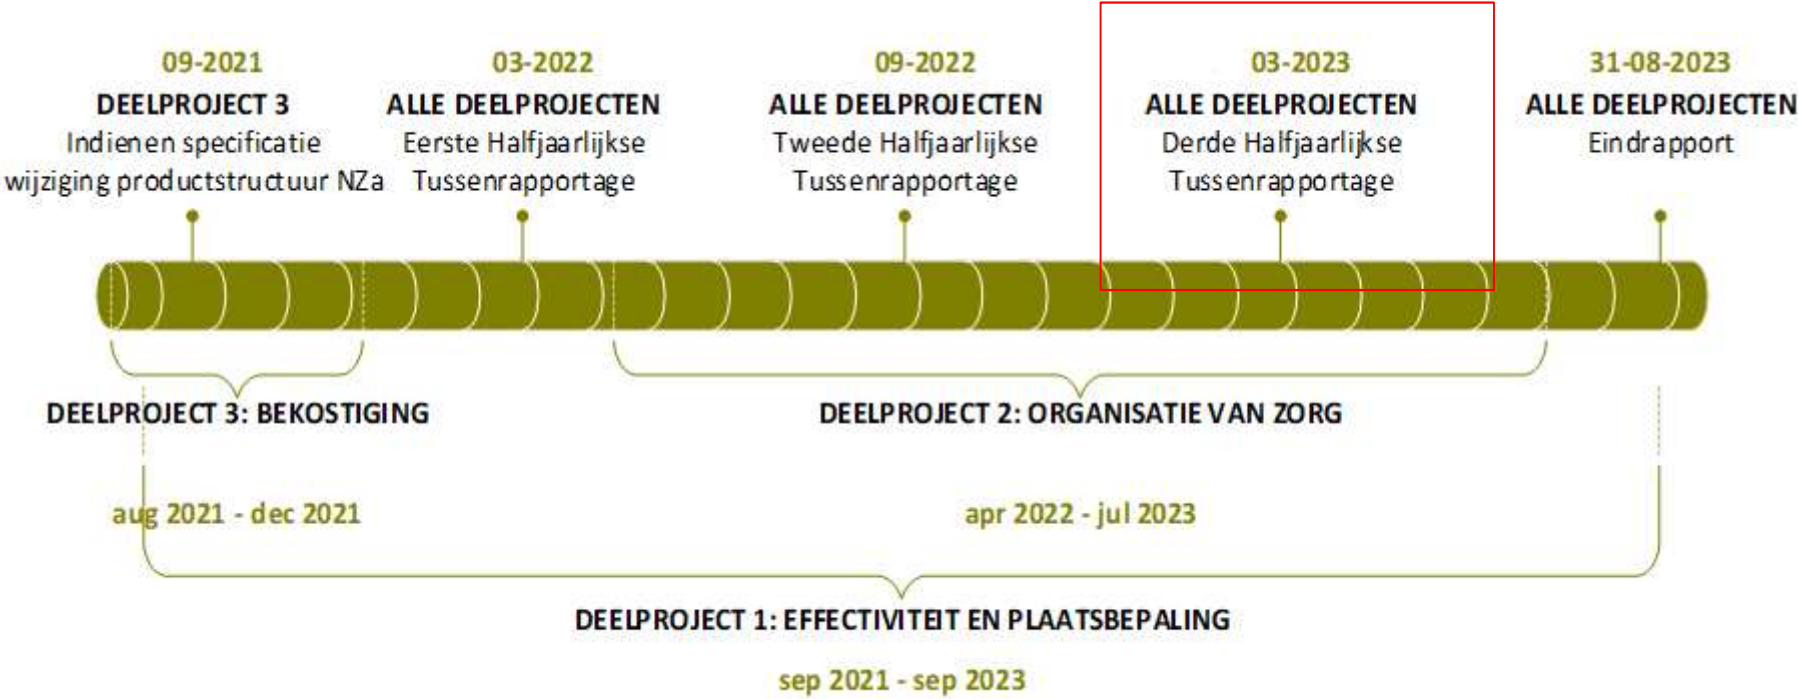 09-2021
DEELPROJECT 3
Indienen specificatie
wijziging productstructuur NZa
03-2022
ALLE DEELPROJECTEN
Eerste Halfjaarlijkse
Tussenrapportage
09-2022
ALLE DEELPROJECTEN
Tweede Halfjaarlijkse
Tussenrapportage
03-2023
ALLE DEELPROJECTEN
Derde Halfjaarlijkse
Tussenrapportage
31-08-2023
ALLE DEELPROJECTEN
Eindrapport
DEELPROJECT 3: BEKOSTIGING
DEELPROJECT 2: ORGANISATIE VAN ZORG
aug 2021 - dec 2021
apr 2022 - jul 2023
DEELPROJECT 1: EFFECTIVITEIT EN PLAATSBEPALING
sep 2021 - sep 2023